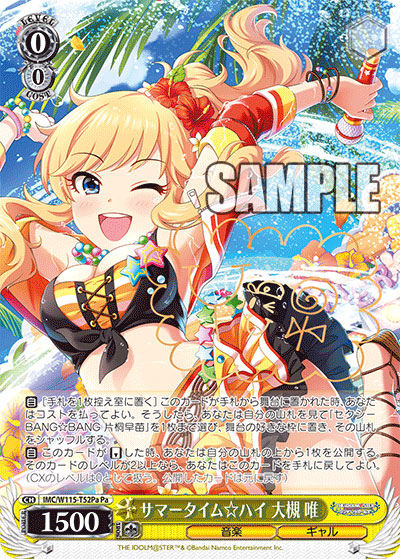 LEVEL
0
0
COST
SAMPLE
自 [手札を1枚控え室に置く] このカードが手札から舞台に置かれた時、あなた
はコストを払ってよい。そうしたら、あなたは自分の山札を見て「セクシー
BANG☆BANG 片桐早苗」を1枚まで選び、舞台の好きな枠に置き、その山札
をシャッフルする。
自 このカードが した時、あなたは自分の山札の上から1枚を公開する。
そのカードのレベルが2以上なら、あなたはこのカードを手札に戻してよい。
(CXのレベルは0として扱う。公開したカードは元に戻す)
CH IMC/W115-T52Pa Pa
1500
サマータイム☆ハイ 大槻 唯
音楽
ギャル
THE IDOLM@STER™& ©Bandai Namco Entertainment Inc.